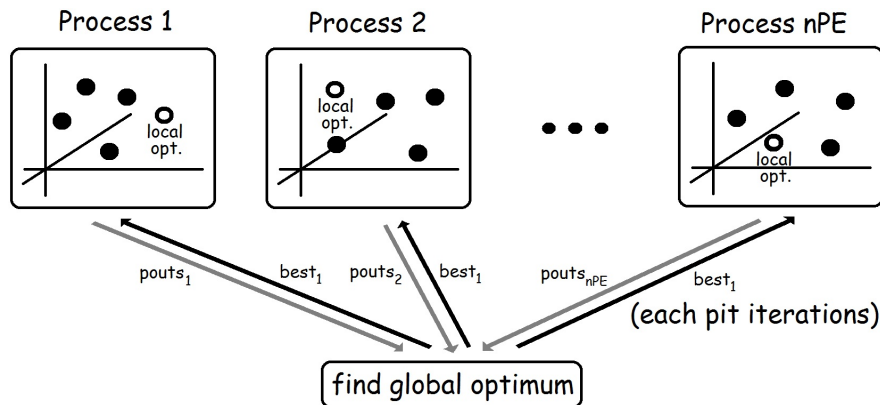 Process 1
Process 2
Process nPE
local
opt.
local
opt.
local
opt.
pouts₁
best₁
pouts₂
best₁
poutsₙPE
best₁
(each pit iterations)
find global optimum